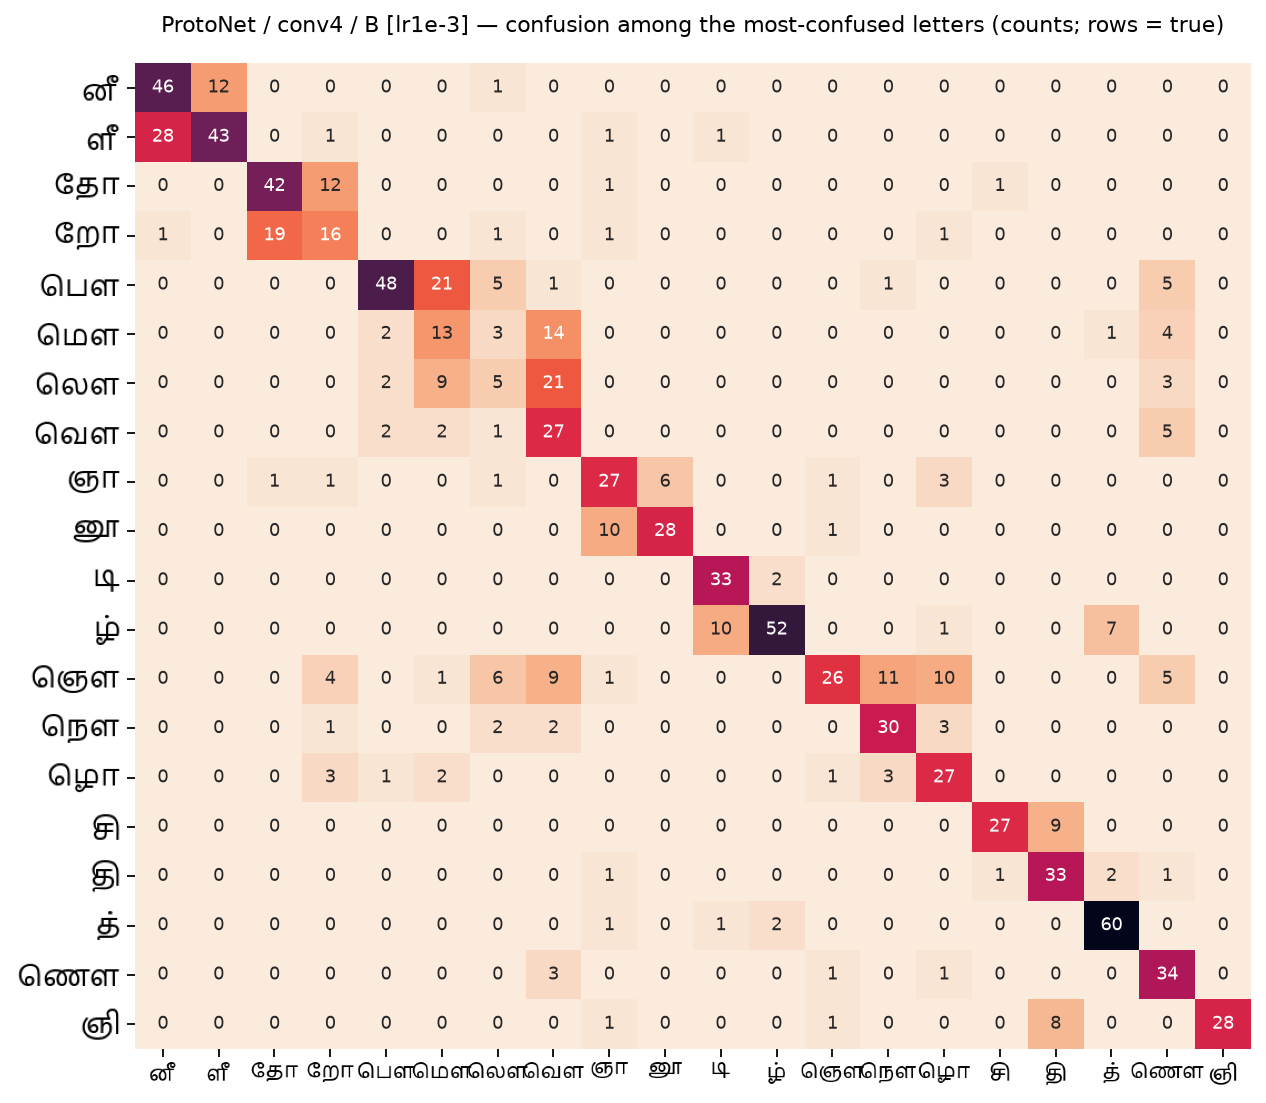 ProtoNet / conv4 / B [lr1e-3] — confusion among the most-confused letters (counts; rows = true)
னீ 46 12 0 0 0 0 1 0 0 0 0 0 0 0 0 0 0 0 0 0
ளீ 28 43 0 1 0 0 0 0 1 0 1 0 0 0 0 0 0 0 0 0
தோ 0 0 42 12 0 0 0 0 1 0 0 0 0 0 0 1 0 0 0 0
றோ 1 0 19 16 0 0 1 0 1 0 0 0 0 0 1 0 0 0 0 0
பௌ 0 0 0 0 48 21 5 1 0 0 0 0 0 1 0 0 0 0 5 0
மௌ 0 0 0 0 2 13 3 14 0 0 0 0 0 0 0 0 0 1 4 0
லௌ 0 0 0 0 2 9 5 21 0 0 0 0 0 0 0 0 0 0 3 0
வௌ 0 0 0 0 2 2 1 27 0 0 0 0 0 0 0 0 0 0 5 0
ஞா 0 0 1 1 0 0 1 0 27 6 0 0 1 0 3 0 0 0 0 0
னூ 0 0 0 0 0 0 0 0 10 28 0 0 1 0 0 0 0 0 0 0
டி 0 0 0 0 0 0 0 0 0 0 33 2 0 0 0 0 0 0 0 0
ழ் 0 0 0 0 0 0 0 0 0 0 10 52 0 0 1 0 0 7 0 0
ஞௌ 0 0 0 4 0 1 6 9 1 0 0 0 26 11 10 0 0 0 5 0
நௌ 0 0 0 1 0 0 2 2 0 0 0 0 0 30 3 0 0 0 0 0
ழொ 0 0 0 3 1 2 0 0 0 0 0 0 1 3 27 0 0 0 0 0
சி 0 0 0 0 0 0 0 0 0 0 0 0 0 0 0 27 9 0 0 0
தி 0 0 0 0 0 0 0 0 1 0 0 0 0 0 0 1 33 2 1 0
த் 0 0 0 0 0 0 0 0 1 0 1 2 0 0 0 0 0 60 0 0
ணௌ 0 0 0 0 0 0 0 3 0 0 0 0 1 0 1 0 0 0 34 0
ஞி 0 0 0 0 0 0 0 0 1 0 0 0 1 0 0 0 8 0 0 28
னீ ளீ தோ றோ பௌ மௌ லௌ வௌ ஞா னூ டி ழ் ஞௌ நௌ ழொ சி தி த் ணௌ ஞி